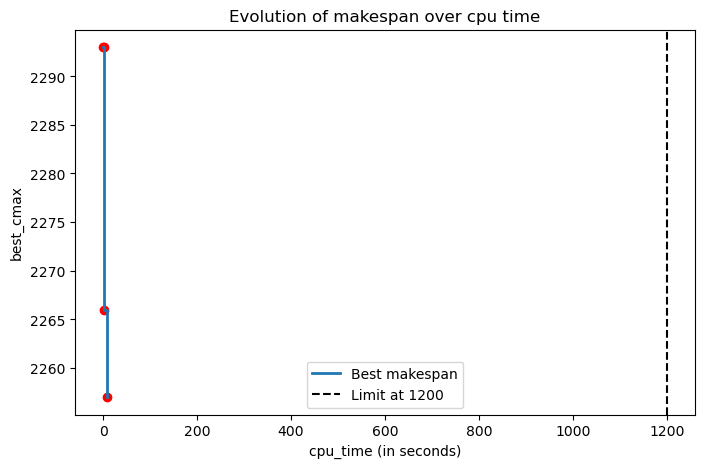 Evolution of makespan over cpu time
best_cmax
2290
2285
2280
2275
2270
2265
2260
Best makespan
Limit at 1200
0
200
400
600
800
1000
1200
cpu_time (in seconds)